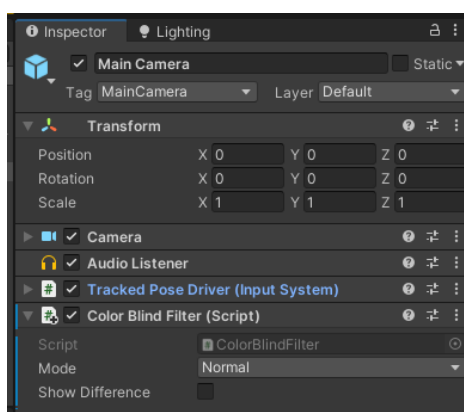 Inspector Lighting
Main Camera Static
Tag MainCamera Layer Default
Transform
Position X 0 Y 0 Z 0
Rotation X 0 Y 0 Z 0
Scale X 1 Y 1 Z 1
Camera
Audio Listener
# Tracked Pose Driver (Input System)
# Color Blind Filter (Script)
Script # ColorBlindFilter
Mode Normal
Show Difference